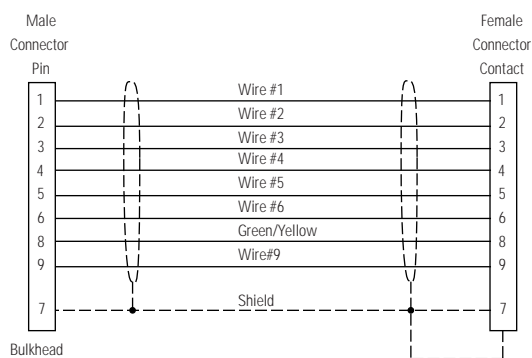 Male
Connector
Pin
Female
Connector
Contact
1 Wire #1 1
2 Wire #2 2
3 Wire #3 3
4 Wire #4 4
5 Wire #5 5
6 Wire #6 6
8 Green/Yellow 8
9 Wire#9 9
7 Shield 7
Bulkhead